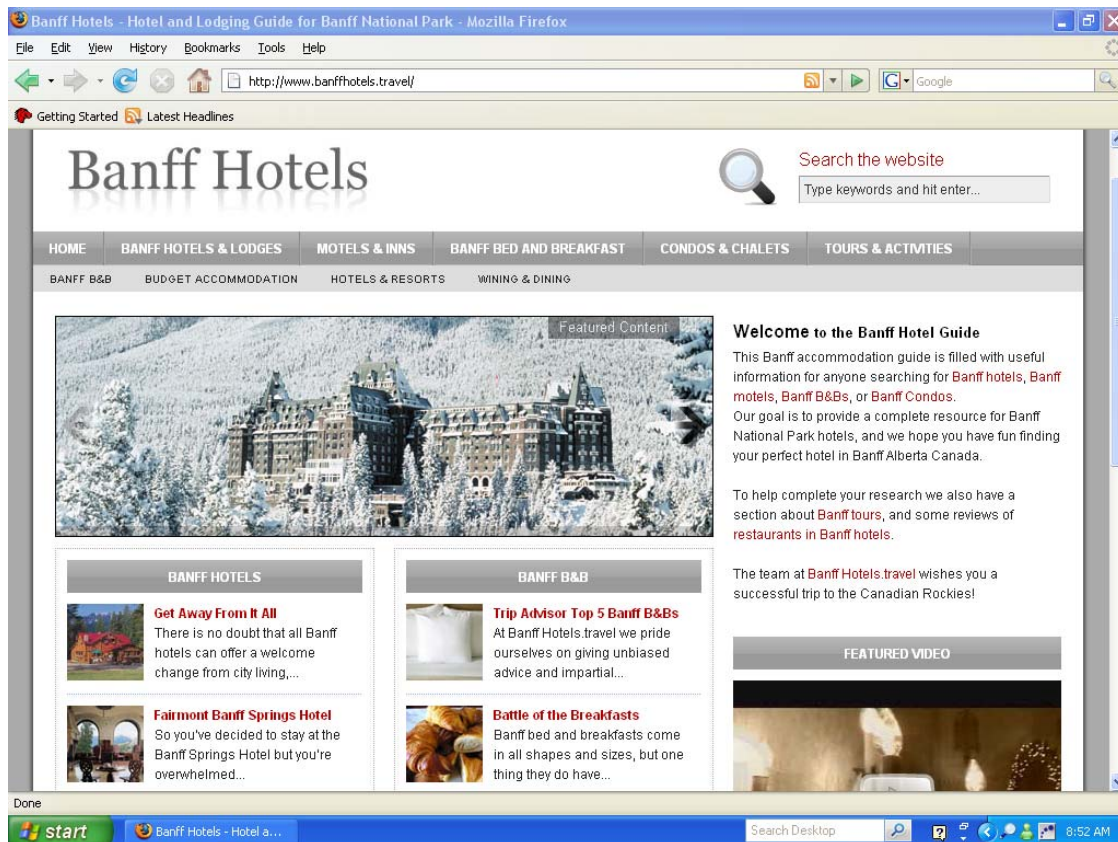 Banff Hotels - Hotel and Lodging Guide for Banff National Park - Mozilla Firefox
File Edit View History Bookmarks Tools Help
http://www.banffhotels.travel/
G Google
Getting Started Latest Headlines
Banff Hotels
Search the website
Type keywords and hit enter...
HOME BANFF HOTELS & LODGES MOTELS & INNS BANFF BED AND BREAKFAST CONDOS & CHALETS TOURS & ACTIVITIES
BANFF B&B BUDGET ACCOMMODATION HOTELS & RESORTS WINING & DINING
Featured Content
Welcome to the Banff Hotel Guide
This Banff accommodation guide is filled with useful
information for anyone searching for Banff hotels, Banff
motels, Banff B&Bs, or Banff Condos.
Our goal is to provide a complete resource for Banff
National Park hotels, and we hope you have fun finding
your perfect hotel in Banff Alberta Canada.
To help complete your research we also have a
section about Banff tours, and some reviews of
restaurants in Banff hotels.
The team at Banff Hotels.travel wishes you a
successful trip to the Canadian Rockies!
BANFF HOTELS
Get Away From It All
There is no doubt that all Banff
hotels can offer a welcome
change from city living,...
Fairmont Banff Springs Hotel
So you've decided to stay at the
Banff Springs Hotel but you're
overwhelmed...
BANFF B&B
Trip Advisor Top 5 Banff B&Bs
At Banff Hotels.travel we pride
ourselves on giving unbiased
advice and impartial...
Battle of the Breakfasts
Banff bed and breakfasts come
in all shapes and sizes, but one
thing they do have...
FEATURED VIDEO
Done
start Banff Hotels - Hotel a... Search Desktop 8:52 AM